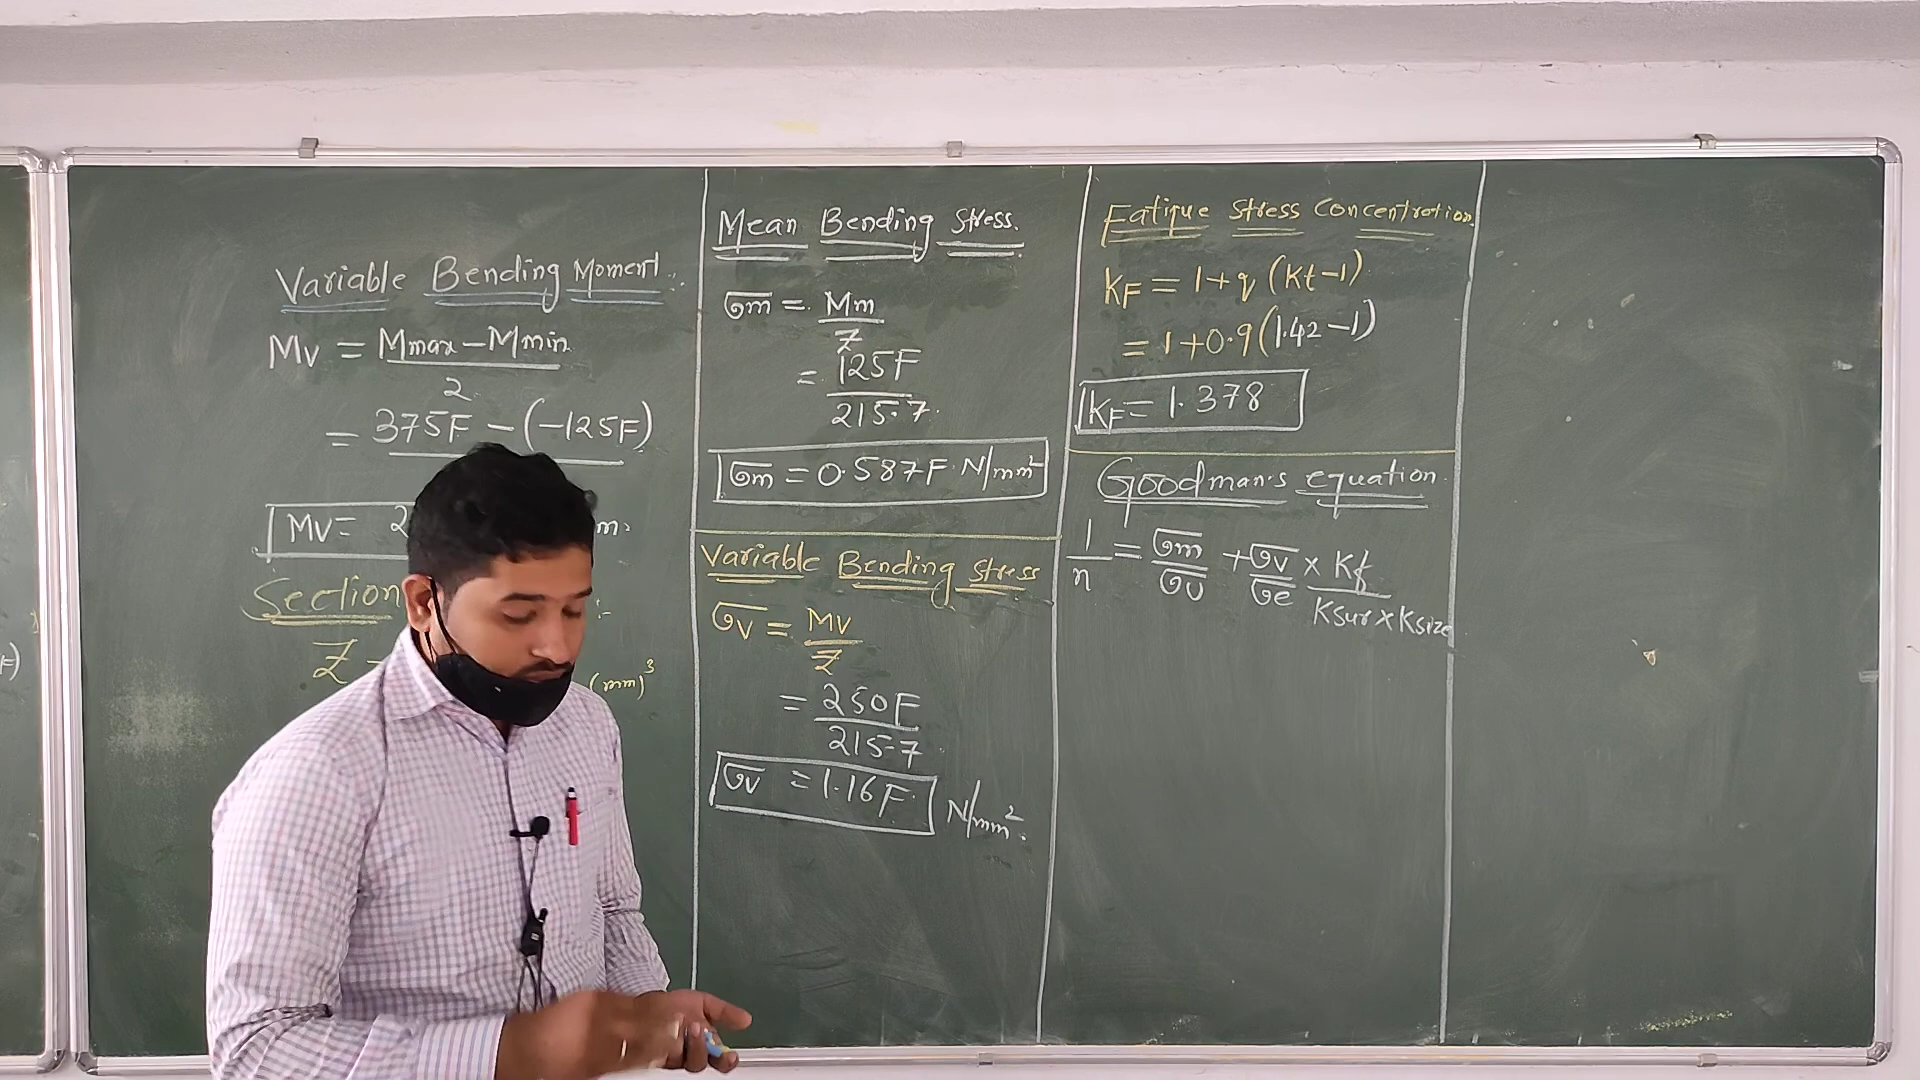 F)
Variable Bending Moment:
Mv = Mmax - Mmin
2
= 375F - (-125F)
Mv = 2 m.
Section :-
Z =
(mm)³
Mean Bending stress.
σm = Mm
Z
= 125F
215.7.
σm = 0.587F N/mm²
Variable Bending stress
σv = Mv
Z
= 250F
215.7
σv = 1.16F. N/mm².
Fatique stress concentration
KF = 1+q (Kt-1)
= 1+0.9(1.42-1)
KF = 1.378
Goodman's equation.
1 = σm + σv × Kf
n σu σe Ksur×Ksize